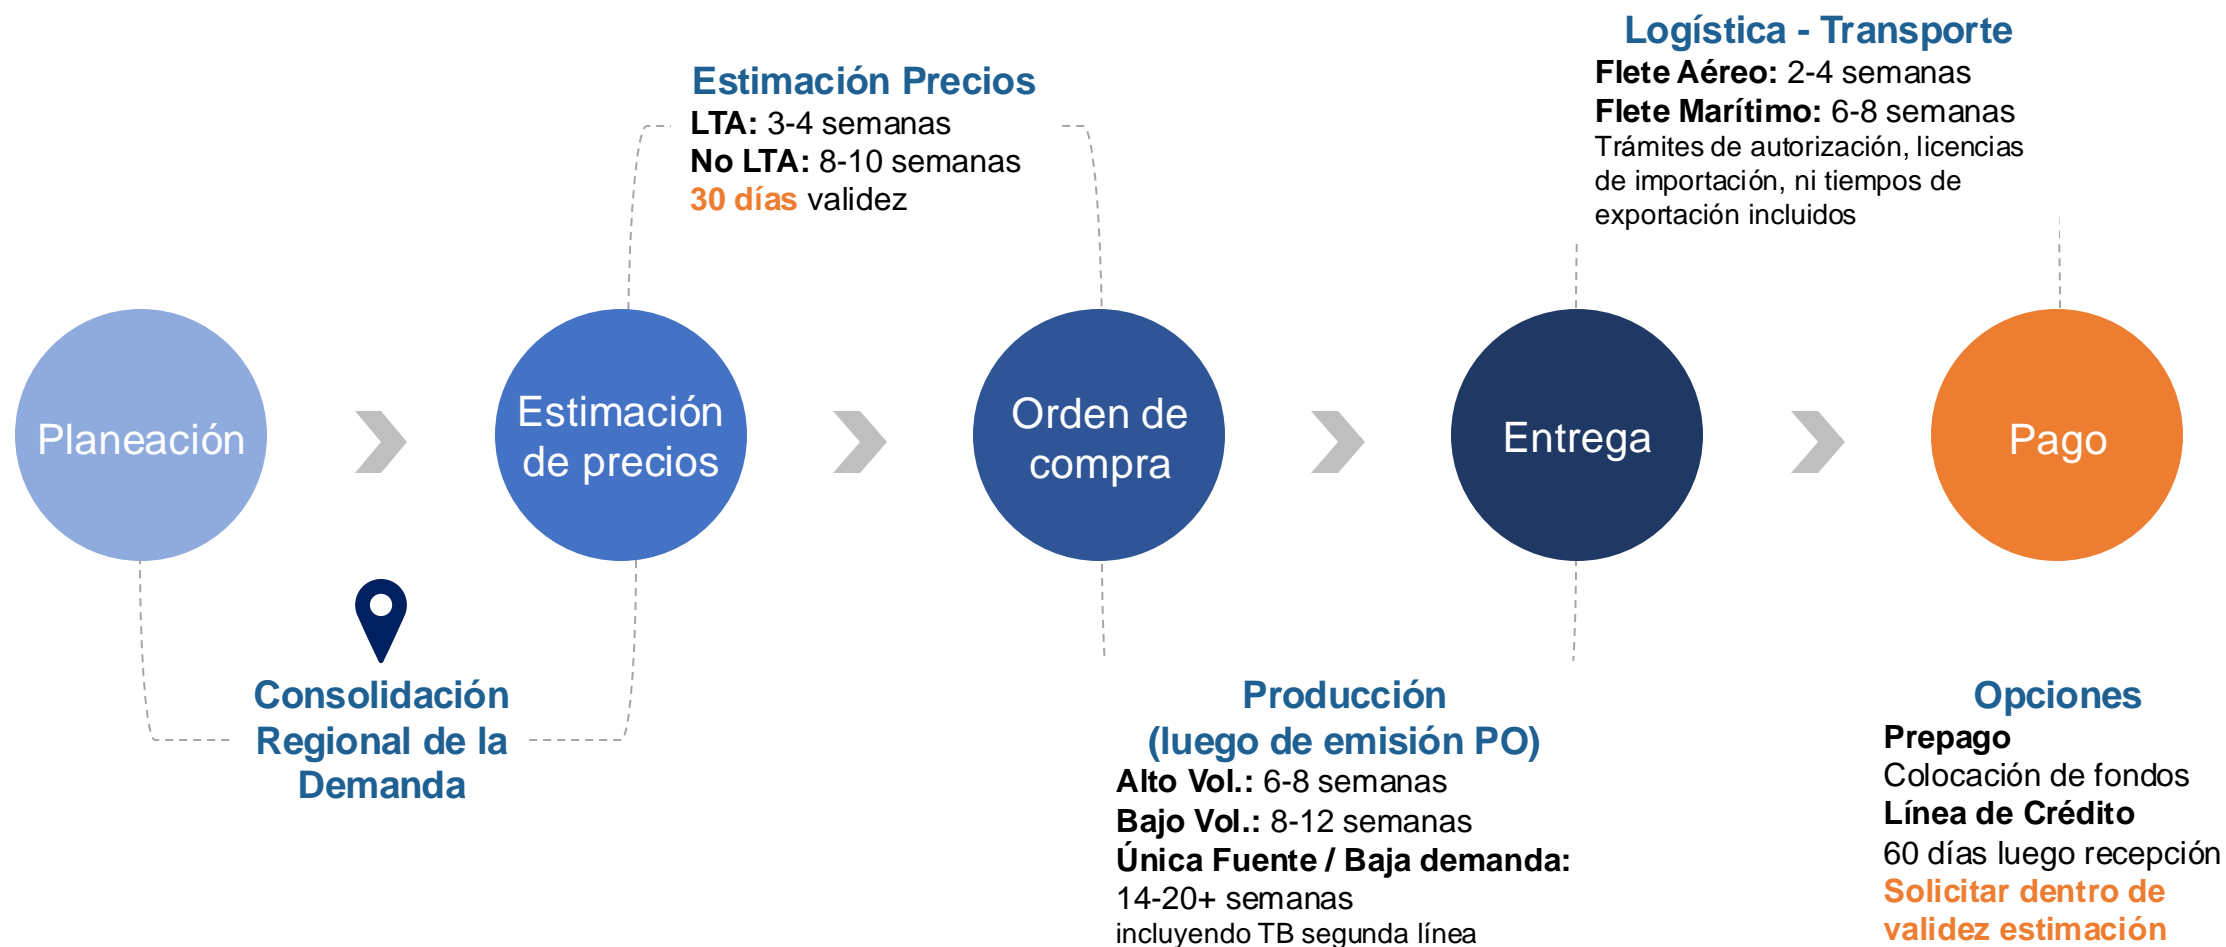 Logística - Transporte
Flete Aéreo: 2-4 semanas
Flete Marítimo: 6-8 semanas
Trámites de autorización, licencias
de importación, ni tiempos de
exportación incluidos
Estimación Precios
LTA: 3-4 semanas
No LTA: 8-10 semanas
30 días validez
Planeación
Estimación
de precios
Orden de
compra
Entrega
Pago
Consolidación
Regional de la
Demanda
Producción
(luego de emisión PO)
Alto Vol.: 6-8 semanas
Bajo Vol.: 8-12 semanas
Única Fuente / Baja demanda:
14-20+ semanas
incluyendo TB segunda línea
Opciones
Prepago
Colocación de fondos
Línea de Crédito
60 días luego recepción
Solicitar dentro de
validez estimación